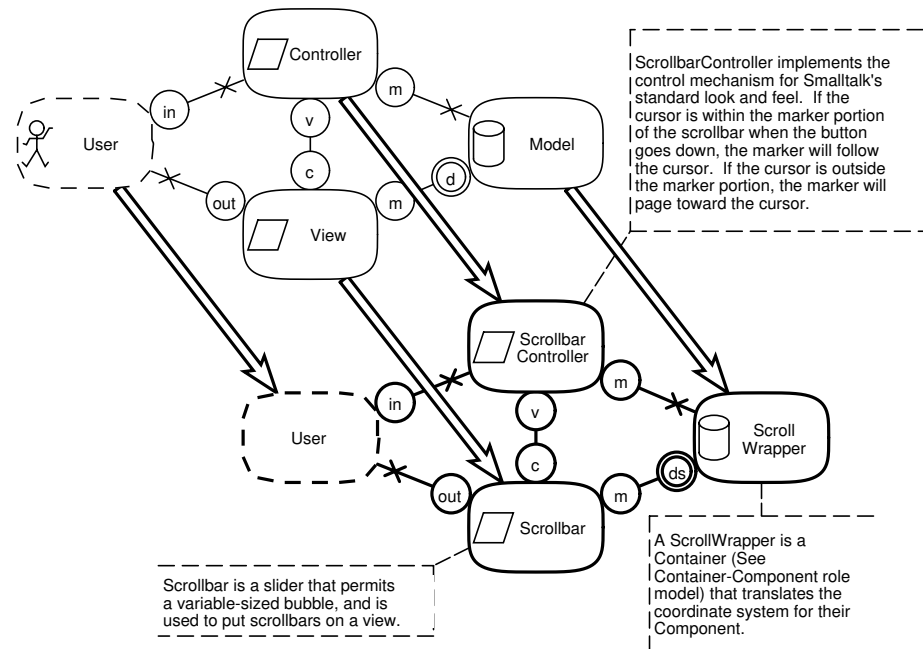 Controller
in
m
User
v
Model
c
d
out
m
View
ScrollbarController implements the
control mechanism for Smalltalk's
standard look and feel.  If the
cursor is within the marker portion
of the scrollbar when the button
goes down, the marker will follow
the cursor.  If the cursor is outside
the marker portion, the marker will
page toward the cursor.
Scrollbar
Controller
in
m
User
v
Scroll
Wrapper
c
ds
out
m
Scrollbar
Scrollbar is a slider that permits
a variable-sized bubble, and is
used to put scrollbars on a view.
A ScrollWrapper is a
Container (See
Container-Component role
model) that translates the
coordinate system for their
Component.